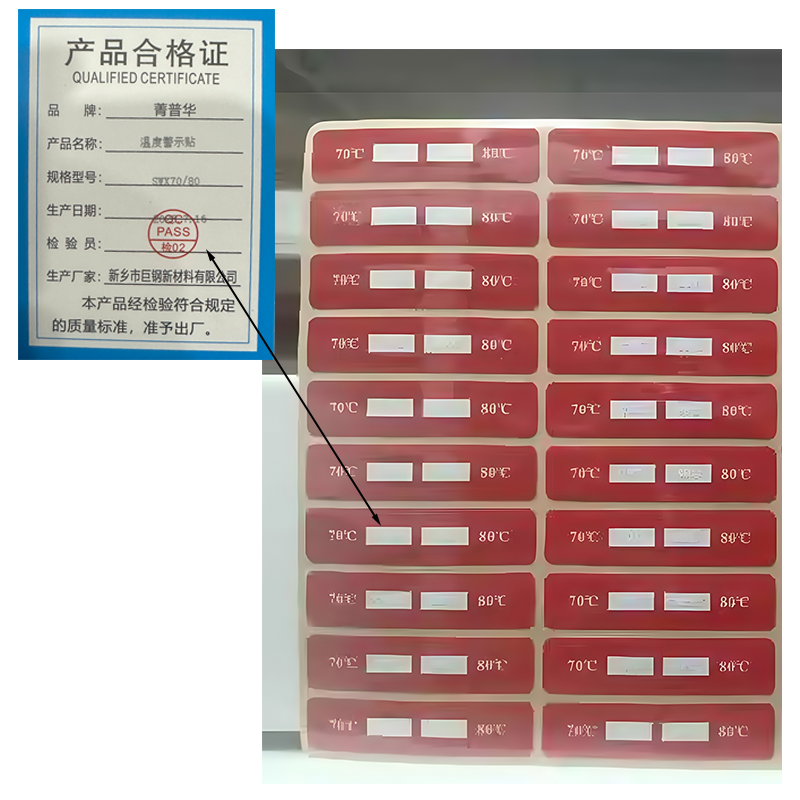 产品合格证
QUALIFIED CERTIFICATE
品 牌: 菁普华
产品名称: 温度警示贴
规格型号: SWX70/80
生产日期:
QC
PASS
检02
检 验 员:
生产厂家: 新乡市巨钢新材料有限公司
本产品经检验符合规定
的质量标准，准予出厂。
70℃ 80℃ 70℃ 80℃
70℃ 80℃ 70℃ 80℃
70℃ 80℃ 70℃ 80℃
70℃ 80℃ 70℃ 80℃
70℃ 80℃ 70℃ 80℃
70℃ 80℃ 70℃ 80℃
70℃ 80℃ 70℃ 80℃
70℃ 80℃ 70℃ 80℃
70℃ 80℃ 70℃ 80℃
70℃ 80℃ 70℃ 80℃